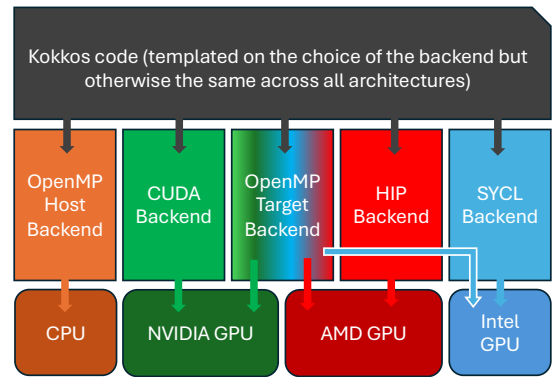 Kokkos code (templated on the choice of the backend but
otherwise the same across all architectures)
OpenMP
Host
Backend
CUDA
Backend
OpenMP
Target
Backend
HIP
Backend
SYCL
Backend
CPU
NVIDIA GPU
AMD GPU
Intel
GPU